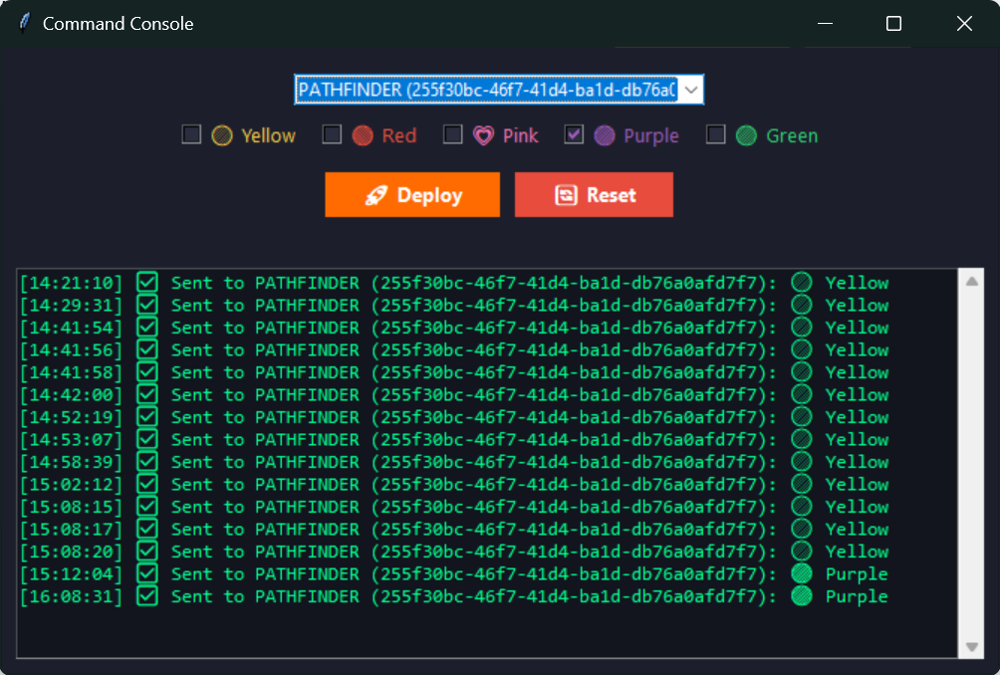 Command Console
PATHFINDER (255f30bc-46f7-41d4-ba1d-db76a0
Yellow Red Pink Purple Green
Deploy Reset
[14:21:10] Sent to PATHFINDER (255f30bc-46f7-41d4-ba1d-db76a0afd7f7): Yellow
[14:29:31] Sent to PATHFINDER (255f30bc-46f7-41d4-ba1d-db76a0afd7f7): Yellow
[14:41:54] Sent to PATHFINDER (255f30bc-46f7-41d4-ba1d-db76a0afd7f7): Yellow
[14:41:56] Sent to PATHFINDER (255f30bc-46f7-41d4-ba1d-db76a0afd7f7): Yellow
[14:41:58] Sent to PATHFINDER (255f30bc-46f7-41d4-ba1d-db76a0afd7f7): Yellow
[14:42:00] Sent to PATHFINDER (255f30bc-46f7-41d4-ba1d-db76a0afd7f7): Yellow
[14:52:19] Sent to PATHFINDER (255f30bc-46f7-41d4-ba1d-db76a0afd7f7): Yellow
[14:53:07] Sent to PATHFINDER (255f30bc-46f7-41d4-ba1d-db76a0afd7f7): Yellow
[14:58:39] Sent to PATHFINDER (255f30bc-46f7-41d4-ba1d-db76a0afd7f7): Yellow
[15:02:12] Sent to PATHFINDER (255f30bc-46f7-41d4-ba1d-db76a0afd7f7): Yellow
[15:08:15] Sent to PATHFINDER (255f30bc-46f7-41d4-ba1d-db76a0afd7f7): Yellow
[15:08:17] Sent to PATHFINDER (255f30bc-46f7-41d4-ba1d-db76a0afd7f7): Yellow
[15:08:20] Sent to PATHFINDER (255f30bc-46f7-41d4-ba1d-db76a0afd7f7): Yellow
[15:12:04] Sent to PATHFINDER (255f30bc-46f7-41d4-ba1d-db76a0afd7f7): Purple
[16:08:31] Sent to PATHFINDER (255f30bc-46f7-41d4-ba1d-db76a0afd7f7): Purple